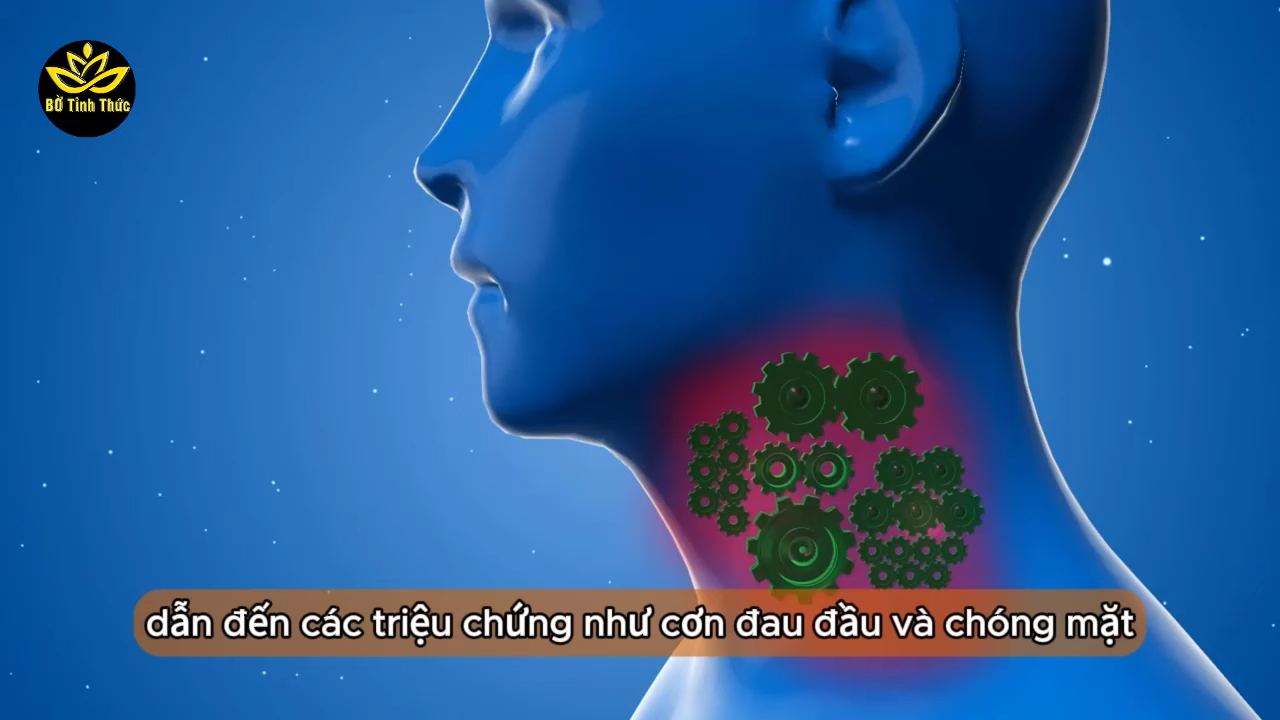 BỜ Tỉnh Thức
dẫn đến các triệu chứng như cơn đau đầu và chóng mặt